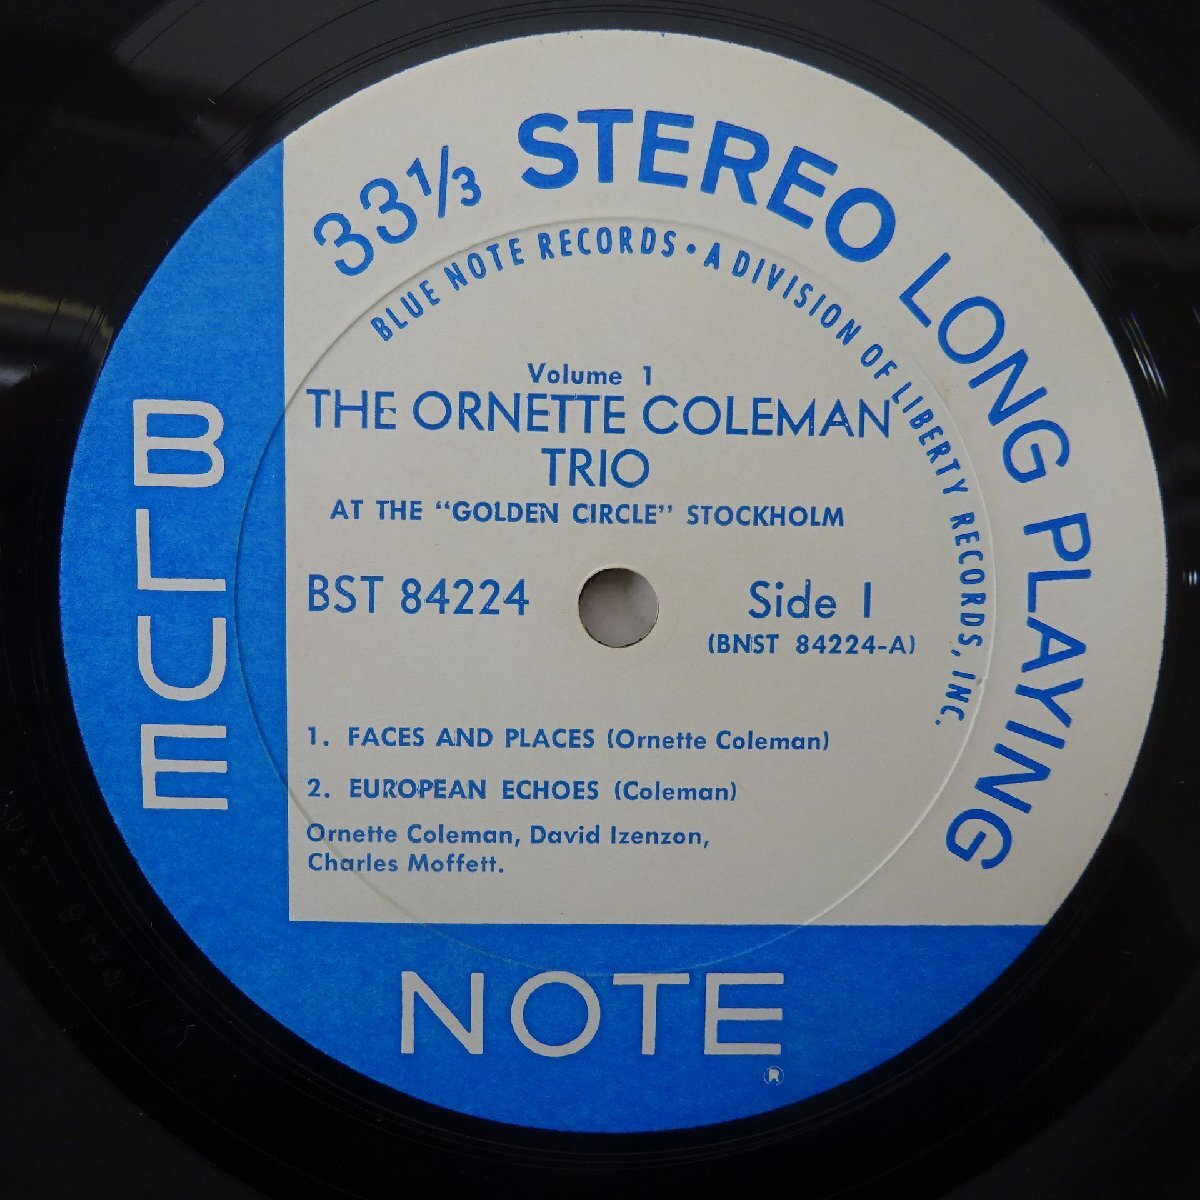 33⅓ STEREO LONG PLAYING
BLUE NOTE RECORDS • A DIVISION OF LIBERTY RECORDS, INC.
Volume 1
THE ORNETTE COLEMAN
TRIO
AT THE “GOLDEN CIRCLE” STOCKHOLM
BST 84224
Side 1
(BNST 84224-A)
1. FACES AND PLACES (Ornette Coleman)
2. EUROPEAN ECHOES (Coleman)
Ornette Coleman, David Izenzon,
Charles Moffett.
BLUE
NOTE
®